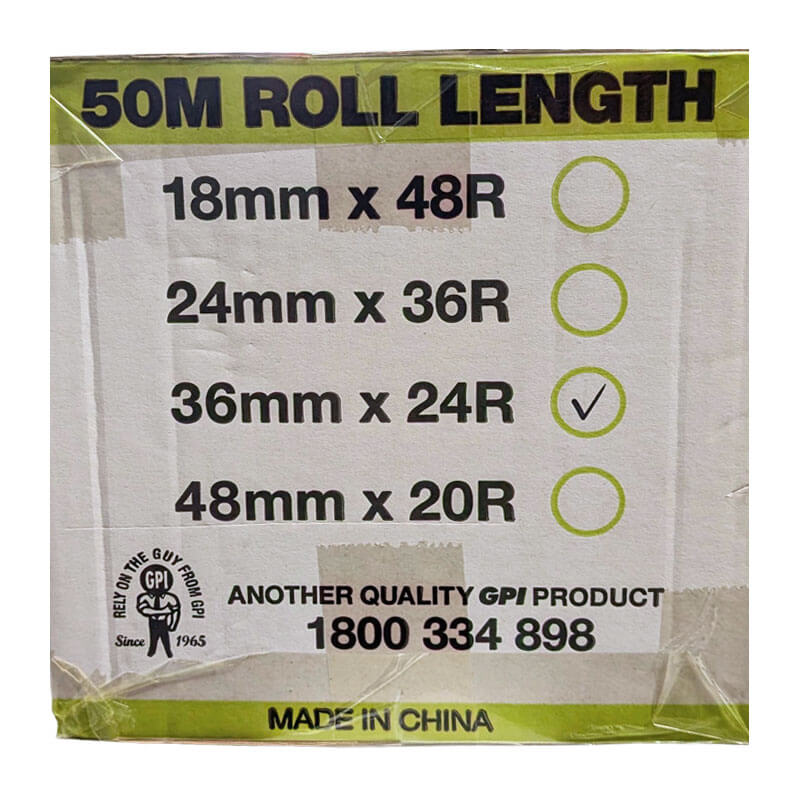 50M ROLL LENGTH
18mm x 48R
24mm x 36R
36mm x 24R ✓
48mm x 20R
RELY ON THE GUY FROM GPI
GPI
Since 1965
ANOTHER QUALITY GPI PRODUCT
1800 334 898
MADE IN CHINA